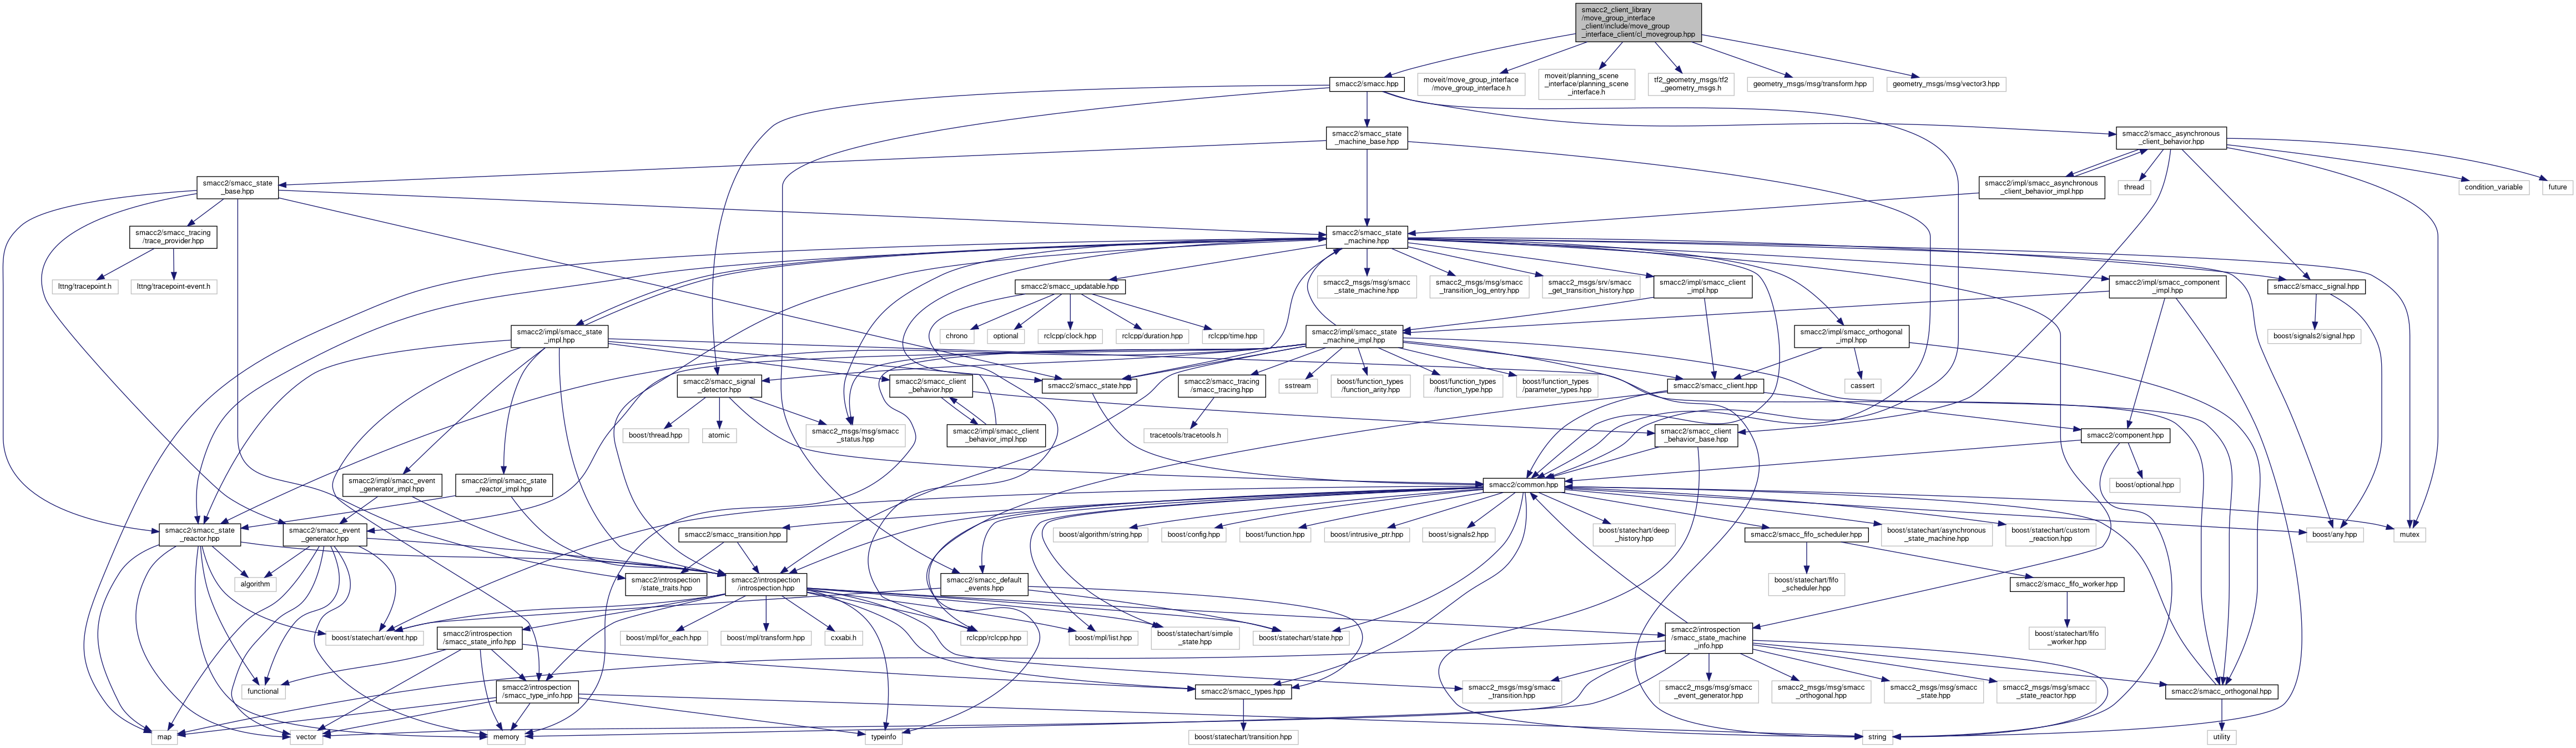 smacc2_client_library
/move_group_interface
_client/include/move_group
_interface_client/cl_movegroup.hpp
smacc2/smacc.hpp
moveit/move_group_interface
/move_group_interface.h
moveit/planning_scene
_interface/planning_scene
_interface.h
tf2_geometry_msgs/tf2
_geometry_msgs.h
geometry_msgs/msg/transform.hpp
geometry_msgs/msg/vector3.hpp
smacc2/smacc_state
_machine_base.hpp
smacc2/smacc_asynchronous
_client_behavior.hpp
smacc2/smacc_state
_base.hpp
smacc2/impl/smacc_asynchronous
_client_behavior_impl.hpp
thread
condition_variable
future
smacc2/smacc_tracing
/trace_provider.hpp
smacc2/smacc_state
_machine.hpp
lttng/tracepoint.h
lttng/tracepoint-event.h
smacc2/smacc_updatable.hpp
smacc2_msgs/msg/smacc
_state_machine.hpp
smacc2_msgs/msg/smacc
_transition_log_entry.hpp
smacc2_msgs/srv/smacc
_get_transition_history.hpp
smacc2/impl/smacc_client
_impl.hpp
smacc2/impl/smacc_component
_impl.hpp
smacc2/smacc_signal.hpp
smacc2/impl/smacc_state
_impl.hpp
chrono
optional
rclcpp/clock.hpp
rclcpp/duration.hpp
rclcpp/time.hpp
smacc2/impl/smacc_state
_machine_impl.hpp
smacc2/impl/smacc_orthogonal
_impl.hpp
boost/signals2/signal.hpp
smacc2/smacc_signal
_detector.hpp
smacc2/smacc_client
_behavior.hpp
smacc2/smacc_state.hpp
smacc2/smacc_tracing
/smacc_tracing.hpp
sstream
boost/function_types
/function_arity.hpp
boost/function_types
/function_type.hpp
boost/function_types
/parameter_types.hpp
smacc2/smacc_client.hpp
cassert
boost/thread.hpp
atomic
smacc2_msgs/msg/smacc
_status.hpp
smacc2/impl/smacc_client
_behavior_impl.hpp
tracetools/tracetools.h
smacc2/smacc_client
_behavior_base.hpp
smacc2/component.hpp
smacc2/impl/smacc_event
_generator_impl.hpp
smacc2/impl/smacc_state
_reactor_impl.hpp
smacc2/common.hpp
boost/optional.hpp
smacc2/smacc_state
_reactor.hpp
smacc2/smacc_event
_generator.hpp
smacc2/smacc_transition.hpp
boost/algorithm/string.hpp
boost/config.hpp
boost/function.hpp
boost/intrusive_ptr.hpp
boost/signals2.hpp
boost/statechart/deep
_history.hpp
smacc2/smacc_fifo_scheduler.hpp
boost/statechart/asynchronous
_state_machine.hpp
boost/statechart/custom
_reaction.hpp
boost/any.hpp
mutex
algorithm
smacc2/introspection
/state_traits.hpp
smacc2/introspection
/introspection.hpp
smacc2/smacc_default
_events.hpp
boost/statechart/fifo
_scheduler.hpp
smacc2/smacc_fifo_worker.hpp
boost/statechart/event.hpp
smacc2/introspection
/smacc_state_info.hpp
boost/mpl/for_each.hpp
boost/mpl/transform.hpp
cxxabi.h
rclcpp/rclcpp.hpp
boost/mpl/list.hpp
boost/statechart/simple
_state.hpp
boost/statechart/state.hpp
smacc2/introspection
/smacc_state_machine
_info.hpp
boost/statechart/fifo
_worker.hpp
functional
smacc2/introspection
/smacc_type_info.hpp
smacc2/smacc_types.hpp
smacc2_msgs/msg/smacc
_transition.hpp
smacc2_msgs/msg/smacc
_event_generator.hpp
smacc2_msgs/msg/smacc
_orthogonal.hpp
smacc2_msgs/msg/smacc
_state.hpp
smacc2_msgs/msg/smacc
_state_reactor.hpp
smacc2/smacc_orthogonal.hpp
map
vector
memory
typeinfo
boost/statechart/transition.hpp
string
utility